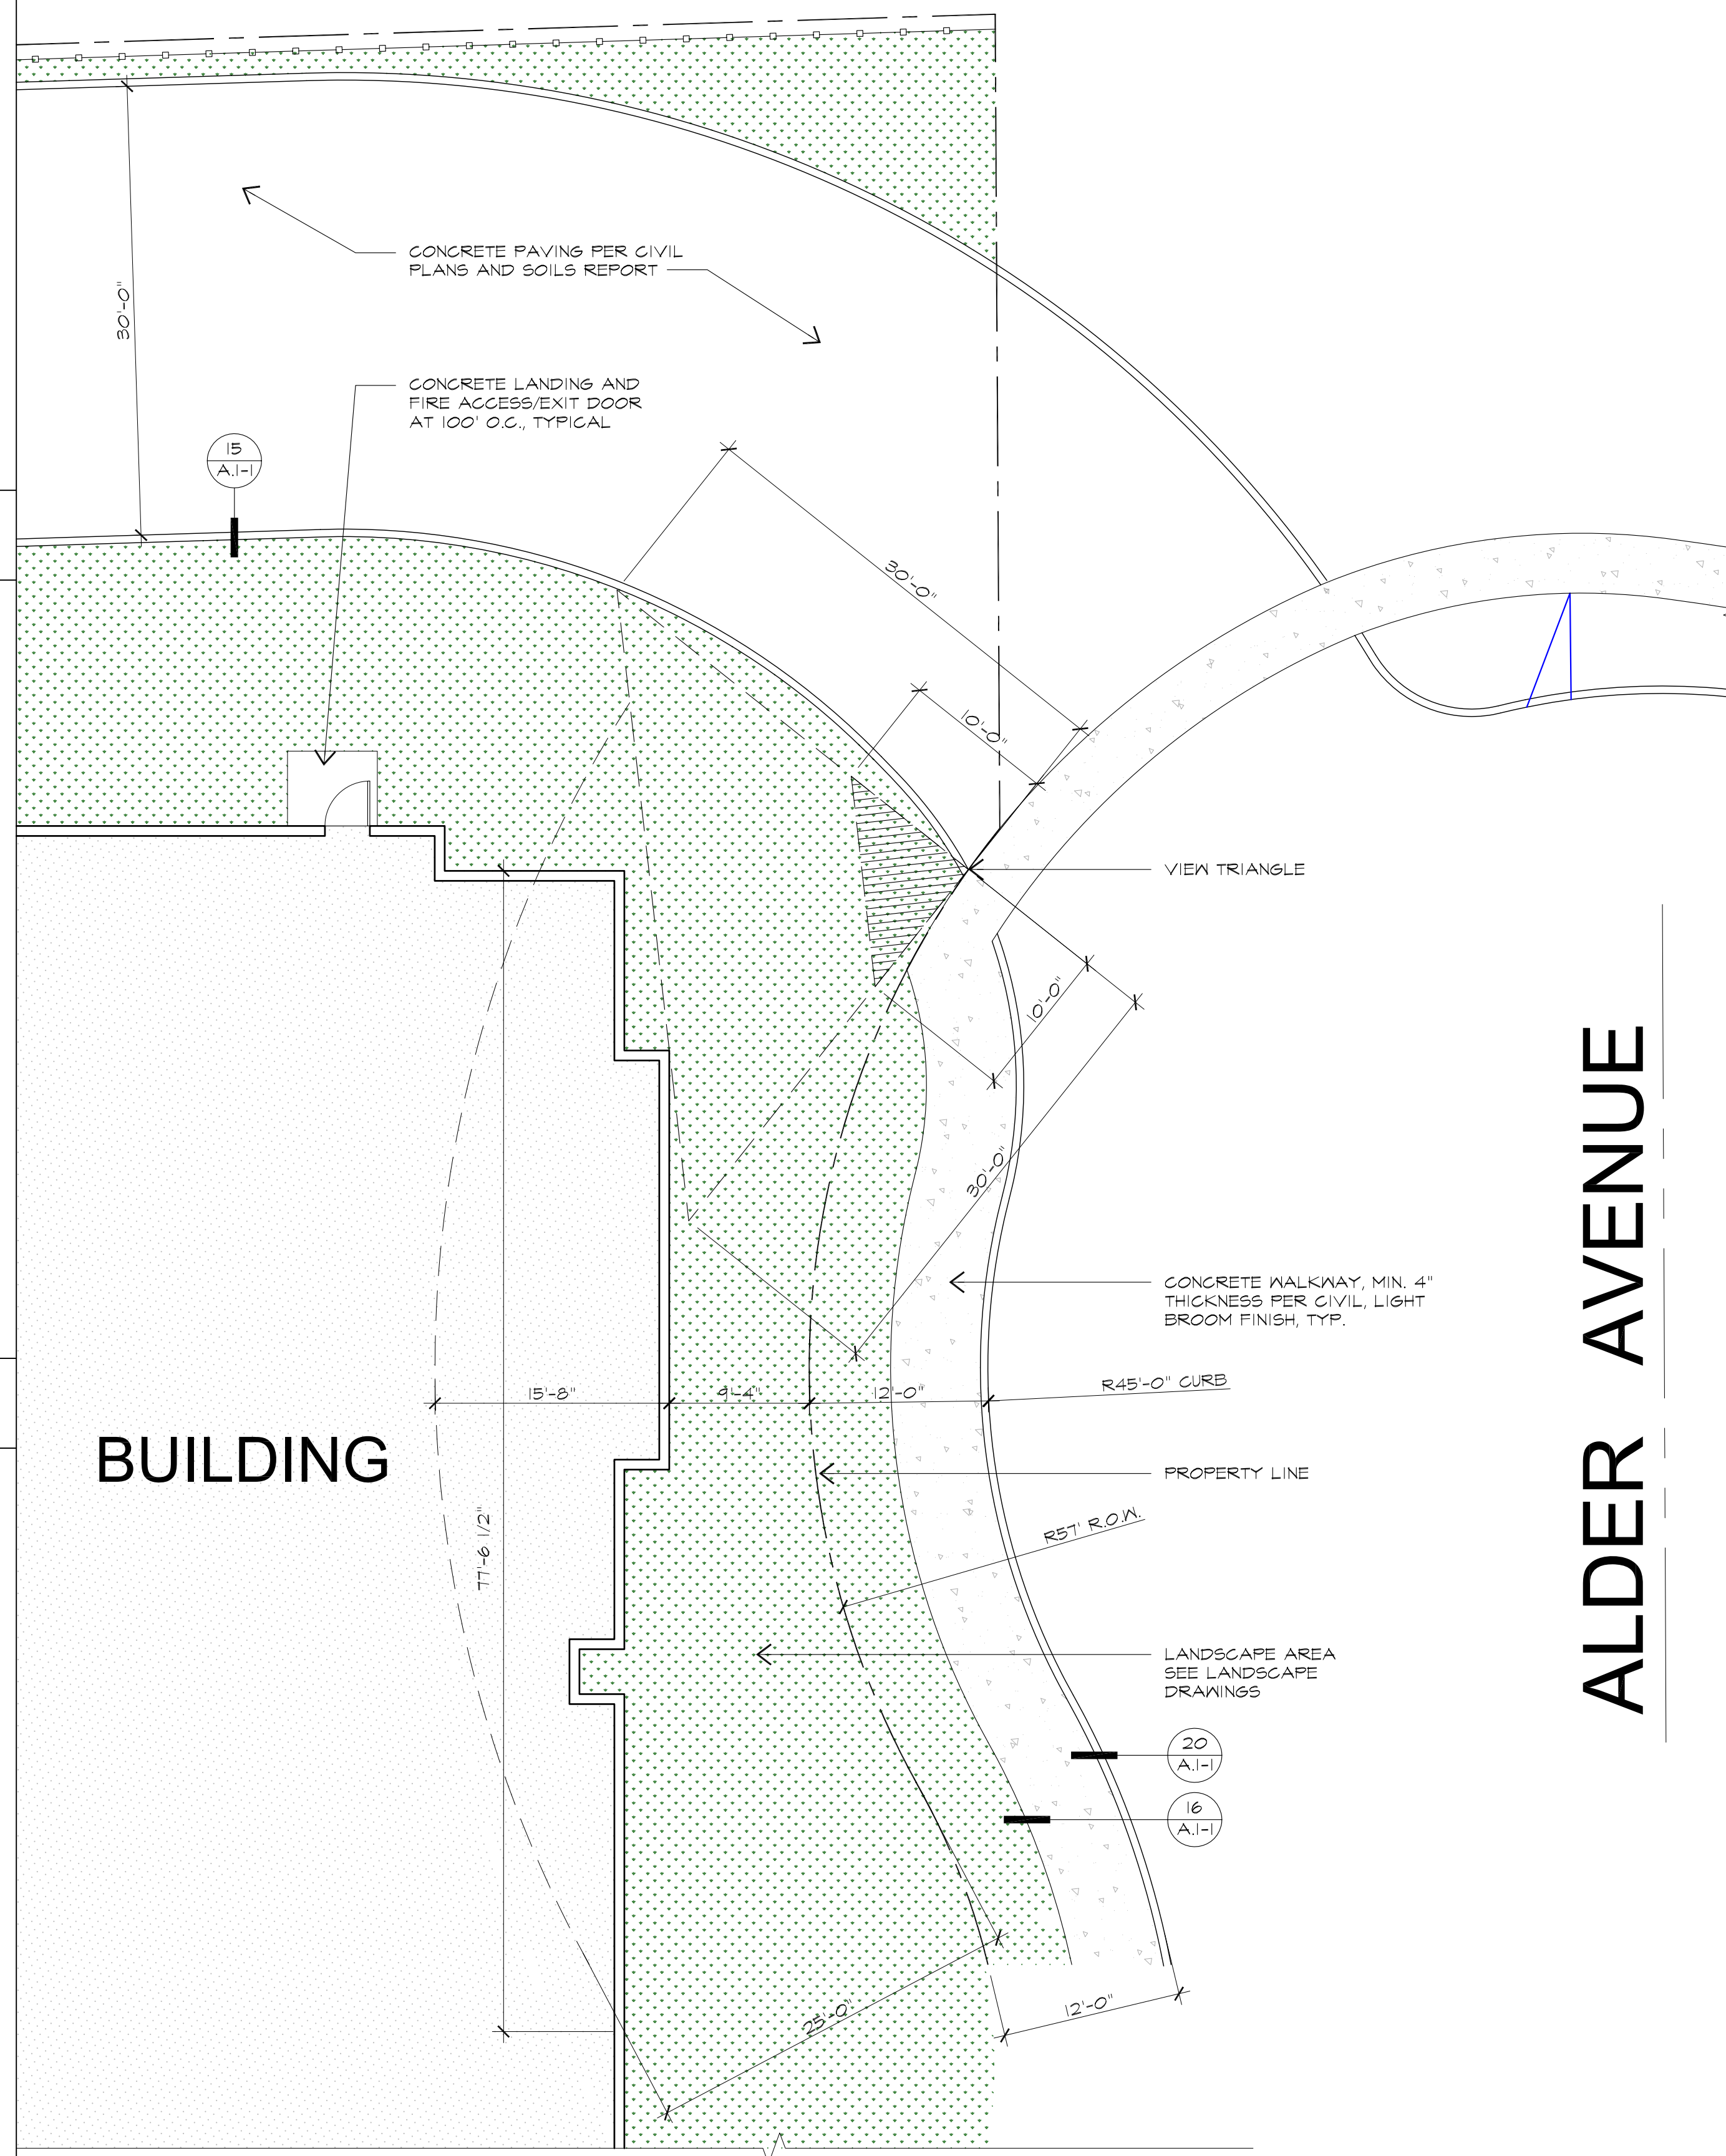 CONCRETE PAVING PER CIVIL
PLANS AND SOILS REPORT
30'-0"
CONCRETE LANDING AND
FIRE ACCESS/EXIT DOOR
AT 100' O.C., TYPICAL
15
A.1-1
30'-0"
10'-0"
VIEW TRIANGLE
10'-0"
30'-0"
CONCRETE WALKWAY, MIN. 4"
THICKNESS PER CIVIL, LIGHT
BROOM FINISH, TYP.
15'-8"
9'-4"
12'-0"
R45'-0" CURB
BUILDING
PROPERTY LINE
77'-6 1/2"
R57' R.O.W.
ALDER AVENUE
LANDSCAPE AREA
SEE LANDSCAPE
DRAWINGS
20
A.1-1
16
A.1-1
25'-0"
12'-0"